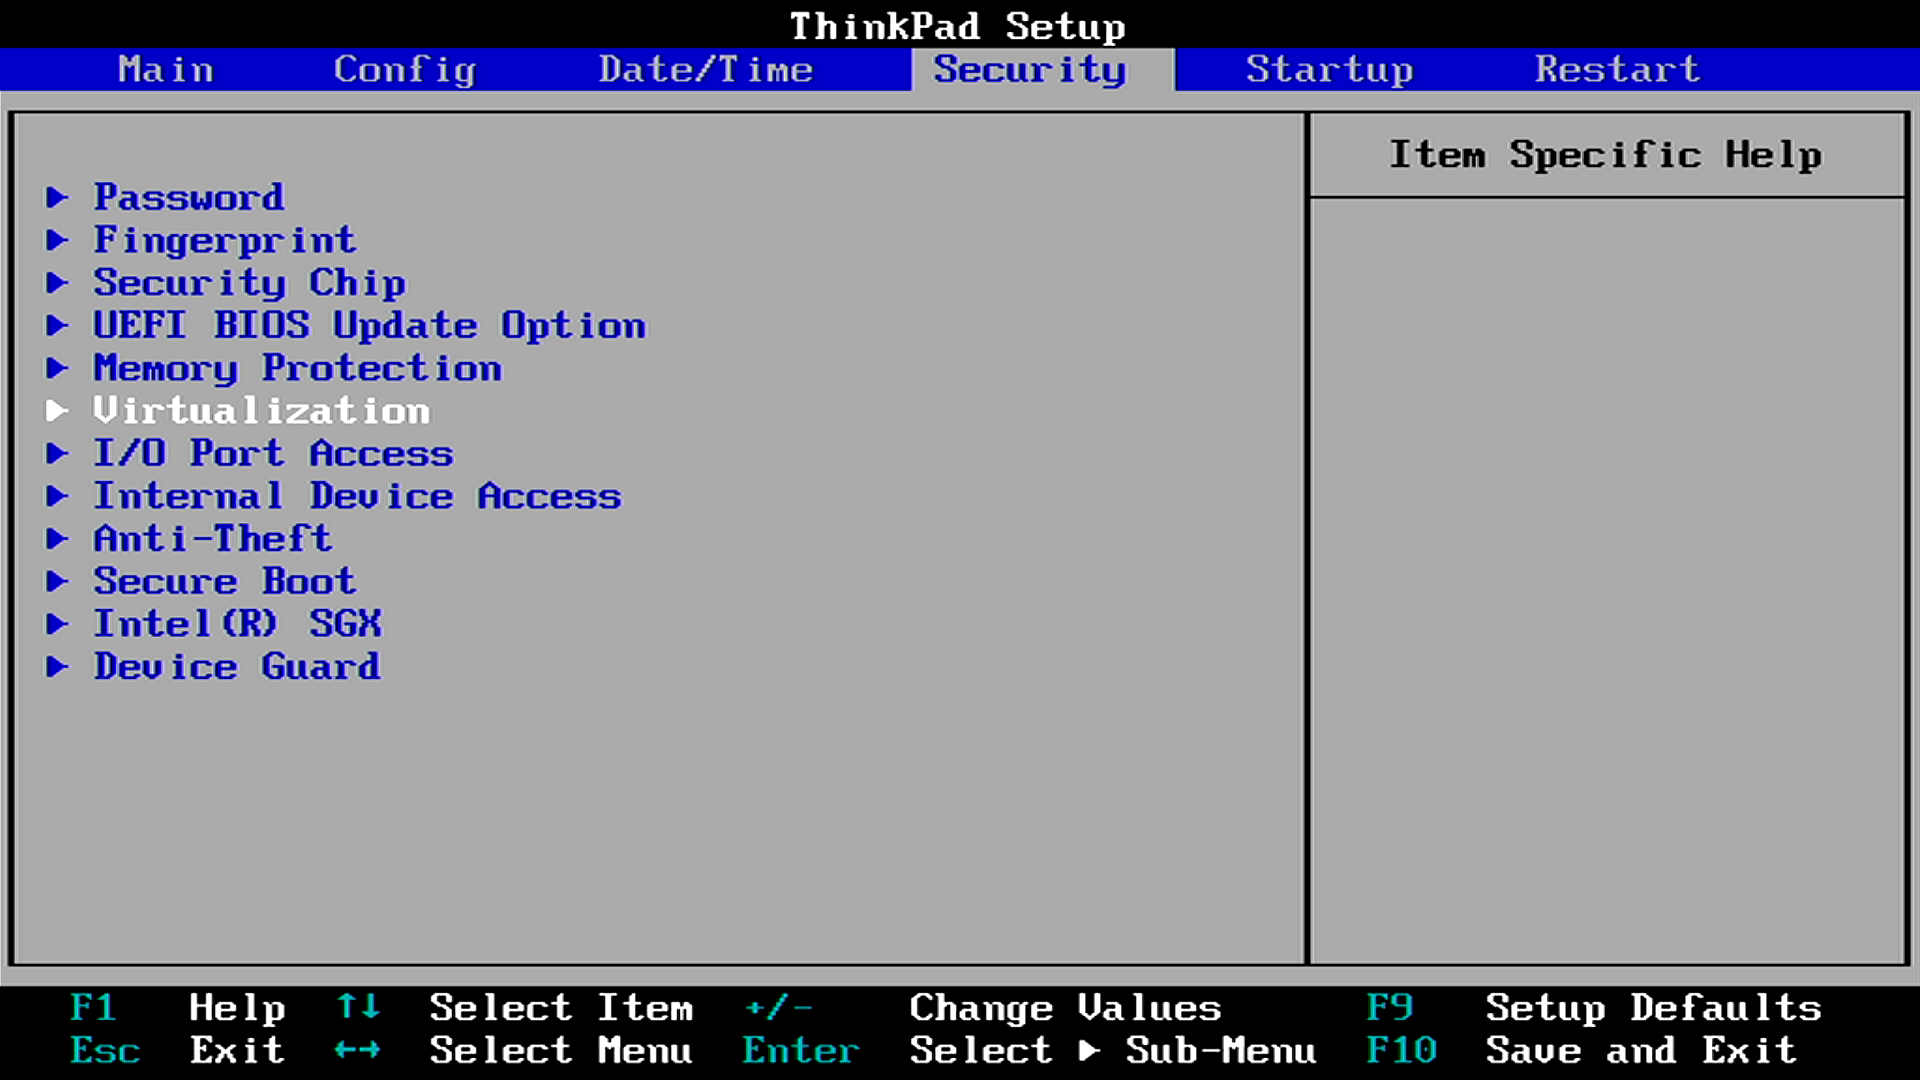 ThinkPad Setup
Main Config Date/Time Security Startup Restart
Item Specific Help
▶ Password
▶ Fingerprint
▶ Security Chip
▶ UEFI BIOS Update Option
▶ Memory Protection
▶ Virtualization
▶ I/O Port Access
▶ Internal Device Access
▶ Anti-Theft
▶ Secure Boot
▶ Intel(R) SGX
▶ Device Guard
F1 Help ↑↓ Select Item +/- Change Values F9 Setup Defaults
Esc Exit ←→ Select Menu Enter Select ▶ Sub-Menu F10 Save and Exit